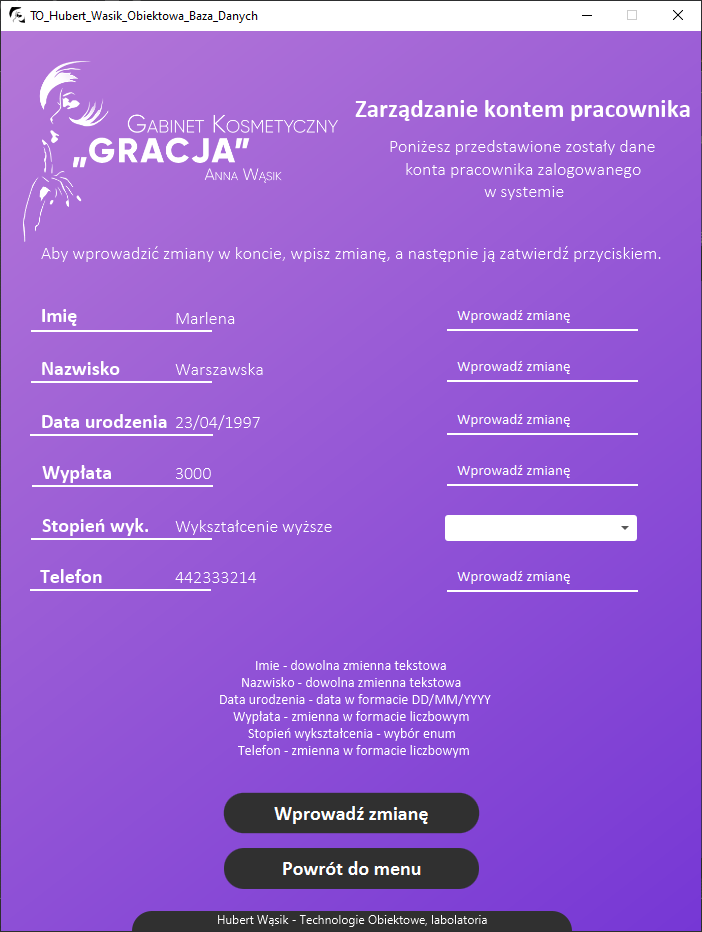 TO_Hubert_Wasik_Obiektowa_Baza_Danych
GABINET KOSMETYCZNY
„GRACJA”
ANNA WĄSIK
Zarządzanie kontem pracownika
Poniżesz przedstawione zostały dane
konta pracownika zalogowanego
w systemie
Aby wprowadzić zmiany w koncie, wpisz zmianę, a następnie ją zatwierdź przyciskiem.
Imię Marlena Wprowadź zmianę
Nazwisko Warszawska Wprowadź zmianę
Data urodzenia 23/04/1997 Wprowadź zmianę
Wypłata 3000 Wprowadź zmianę
Stopień wyk. Wykształcenie wyższe
Telefon 442333214 Wprowadź zmianę
Imie - dowolna zmienna tekstowa
Nazwisko - dowolna zmienna tekstowa
Data urodzenia - data w formacie DD/MM/YYYY
Wypłata - zmienna w formacie liczbowym
Stopień wykształcenia - wybór enum
Telefon - zmienna w formacie liczbowym
Wprowadź zmianę
Powrót do menu
Hubert Wąsik - Technologie Obiektowe, labolatoria